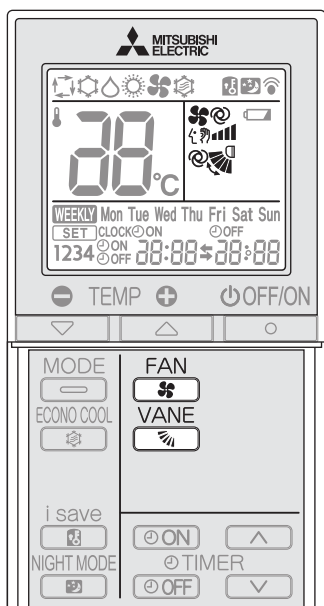 MITSUBISHI
ELECTRIC
88°C
WEEKLY Mon Tue Wed Thu Fri Sat Sun
SET CLOCK ON OFF
1234 ON OFF 88:88 88:88
TEMP OFF/ON
MODE FAN
ECONO COOL VANE
i save
ON
NIGHT MODE TIMER
OFF